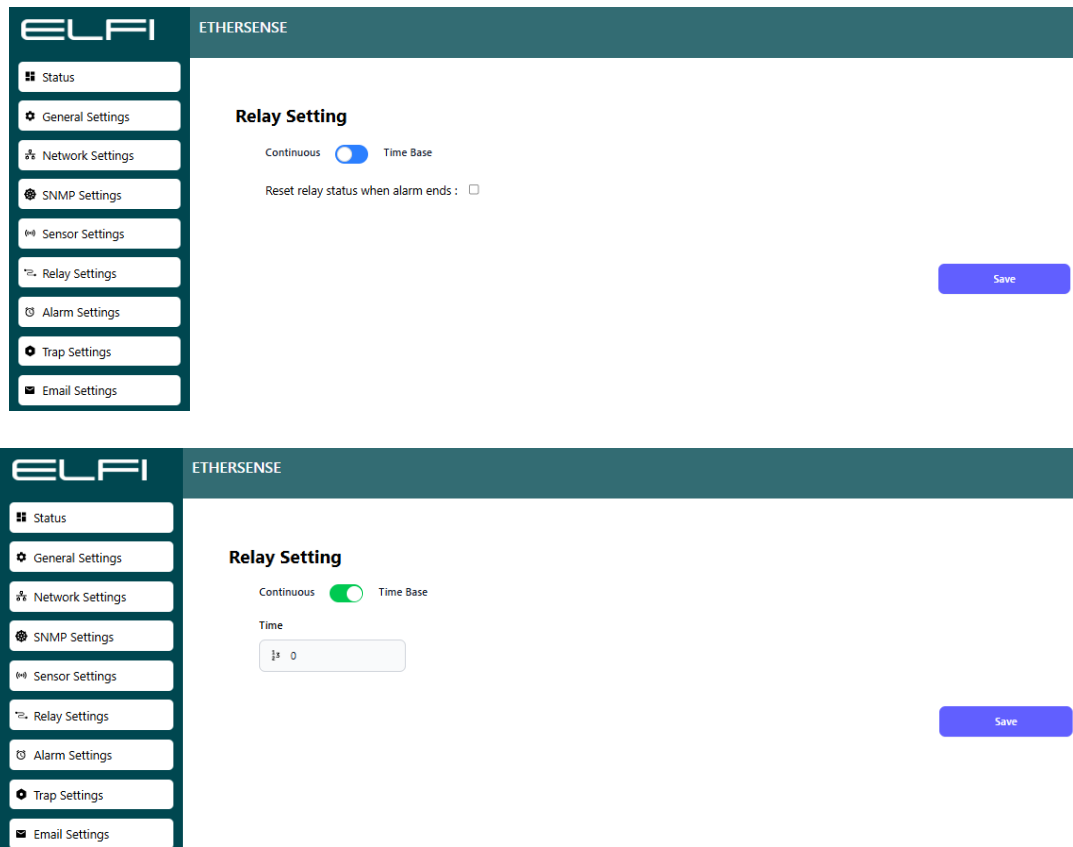 ELFI
ETHERSENSE
Status
General Settings
Network Settings
SNMP Settings
Sensor Settings
Relay Settings
Alarm Settings
Trap Settings
Email Settings
Relay Setting
Continuous Time Base
Reset relay status when alarm ends :
Save
ELFI
ETHERSENSE
Status
General Settings
Network Settings
SNMP Settings
Sensor Settings
Relay Settings
Alarm Settings
Trap Settings
Email Settings
Relay Setting
Continuous Time Base
Time
0
Save